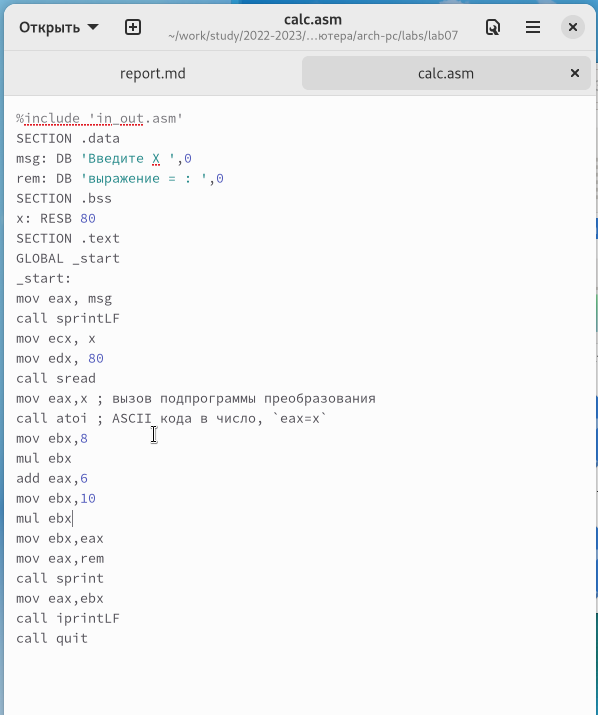 Открыть
calc.asm
~/work/study/2022-2023/…ютера/arch-pc/labs/lab07
report.md
calc.asm
%include 'in_out.asm'
SECTION .data
msg: DB 'Введите X ',0
rem: DB 'выражение = : ',0
SECTION .bss
x: RESB 80
SECTION .text
GLOBAL _start
_start:
mov eax, msg
call sprintLF
mov ecx, x
mov edx, 80
call sread
mov eax,x ; вызов подпрограммы преобразования
call atoi ; ASCII кода в число, `eax=x`
mov ebx,8
mul ebx
add eax,6
mov ebx,10
mul ebx
mov ebx,eax
mov eax,rem
call sprint
mov eax,ebx
call iprintLF
call quit